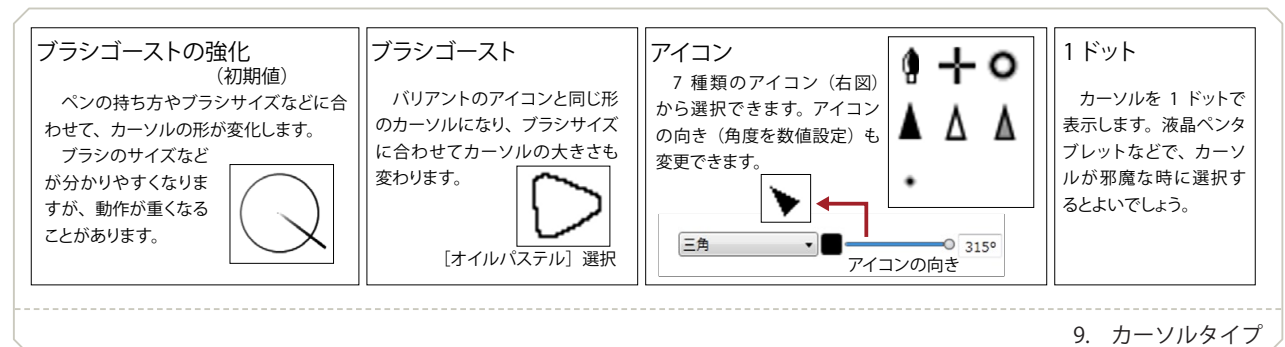 ブラシゴーストの強化
(初期値)
ペンの持ち方やブラシサイズなどに合
わせて、カーソルの形が変化します。
ブラシのサイズなど
が分かりやすくなりま
すが、動作が重くなる
ことがあります。
ブラシゴースト
バリアントのアイコンと同じ形
のカーソルになり、ブラシサイズ
に合わせてカーソルの大きさも
変わります。
［オイルパステル］選択
アイコン
7 種類のアイコン（右図）
から選択できます。アイコン
の向き（角度を数値設定）も
変更できます。
三角
315°
アイコンの向き
1 ドット
カーソルを 1 ドットで
表示します。液晶ペンタ
ブレットなどで、カーソ
ルが邪魔な時に選択す
るとよいでしょう。
9. カーソルタイプ